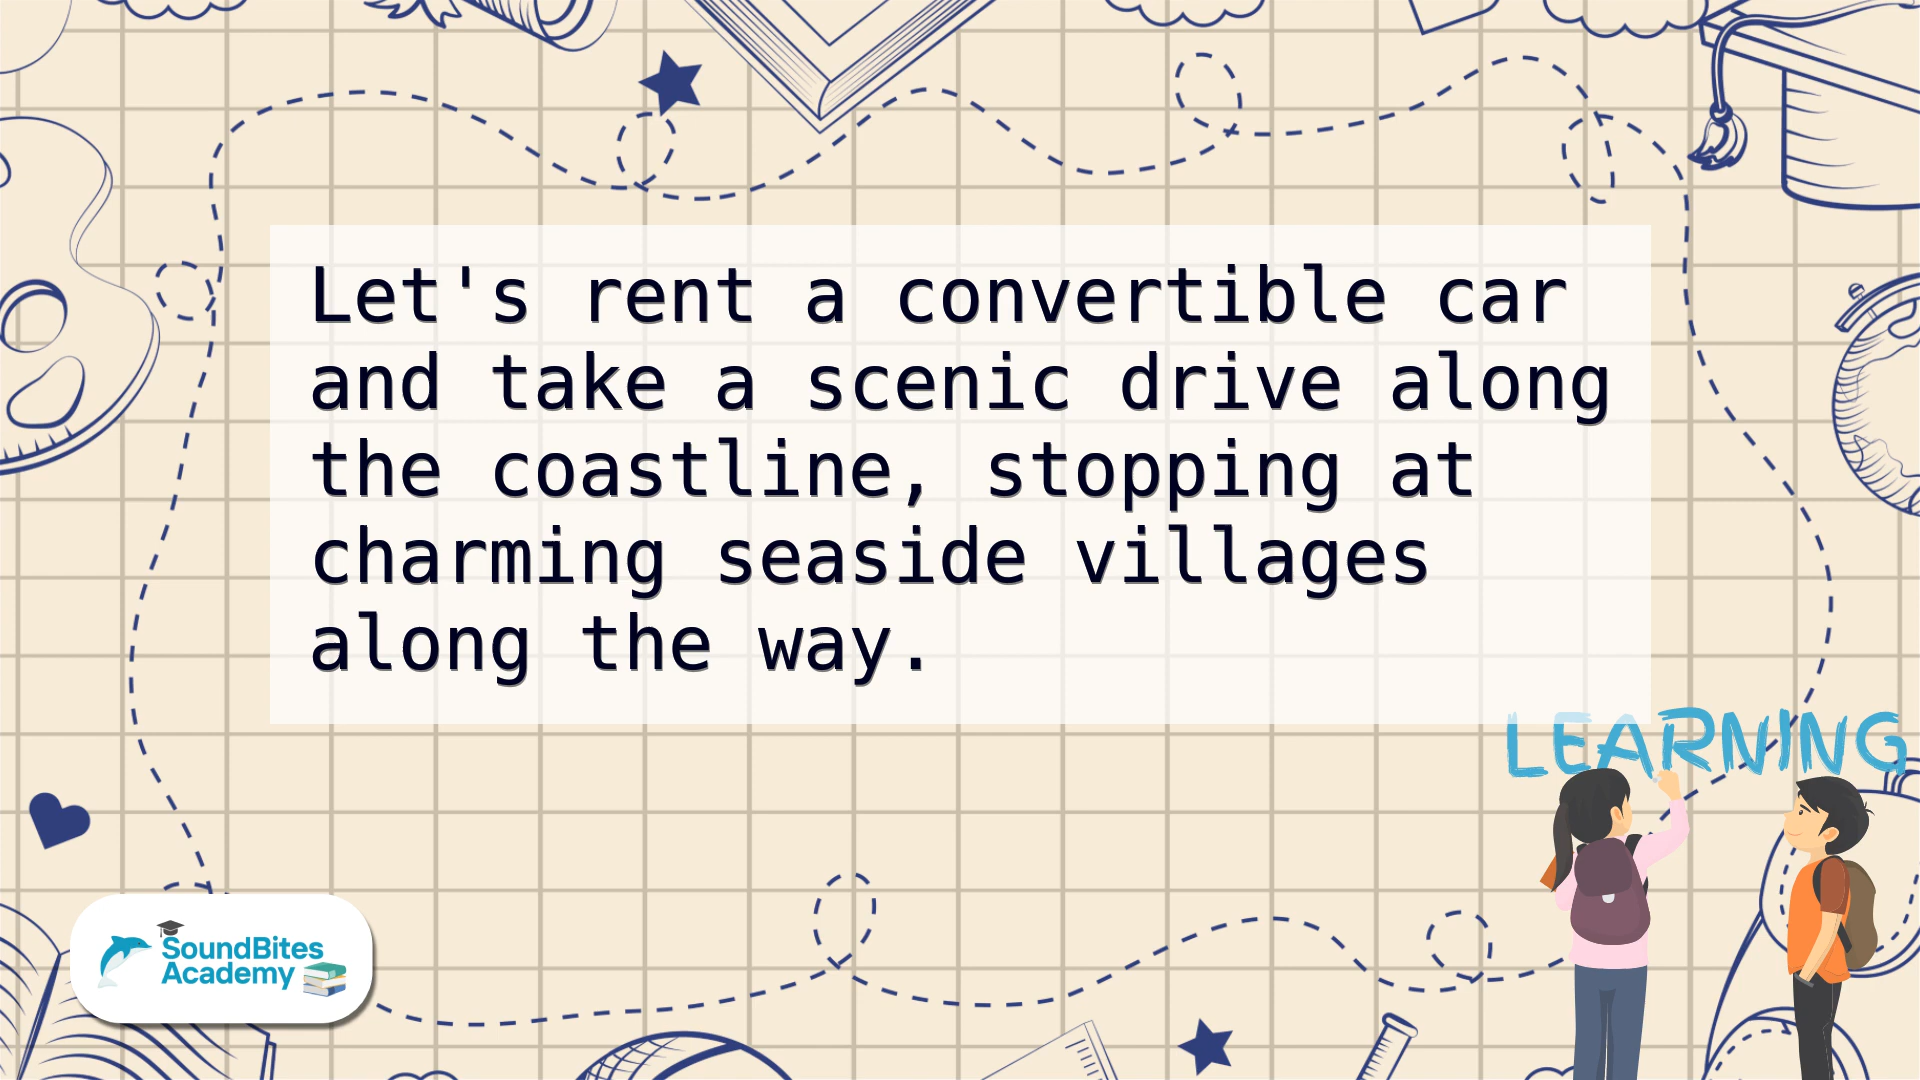 Let's rent a convertible car
and take a scenic drive along
the coastline, stopping at
charming seaside villages
along the way.
LEARNING
SoundBites
Academy